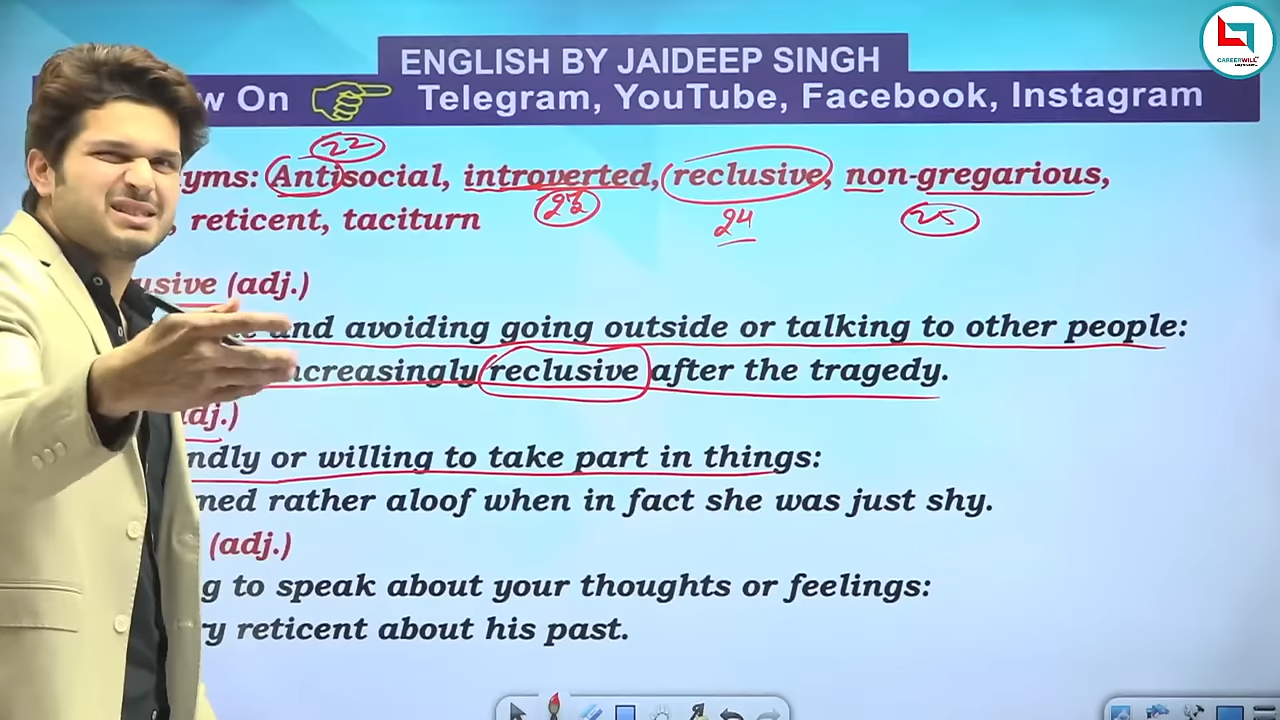 CAREERWILL
ENGLISH BY JAIDEEP SINGH
w On Telegram, YouTube, Facebook, Instagram
22
yms: Antisocial, introverted, reclusive, non-gregarious,
23 24 25
, reticent, taciturn
usive (adj.)
and avoiding going outside or talking to other people:
ncreasingly reclusive after the tragedy.
dj.)
ndly or willing to take part in things:
med rather aloof when in fact she was just shy.
(adj.)
g to speak about your thoughts or feelings:
ry reticent about his past.